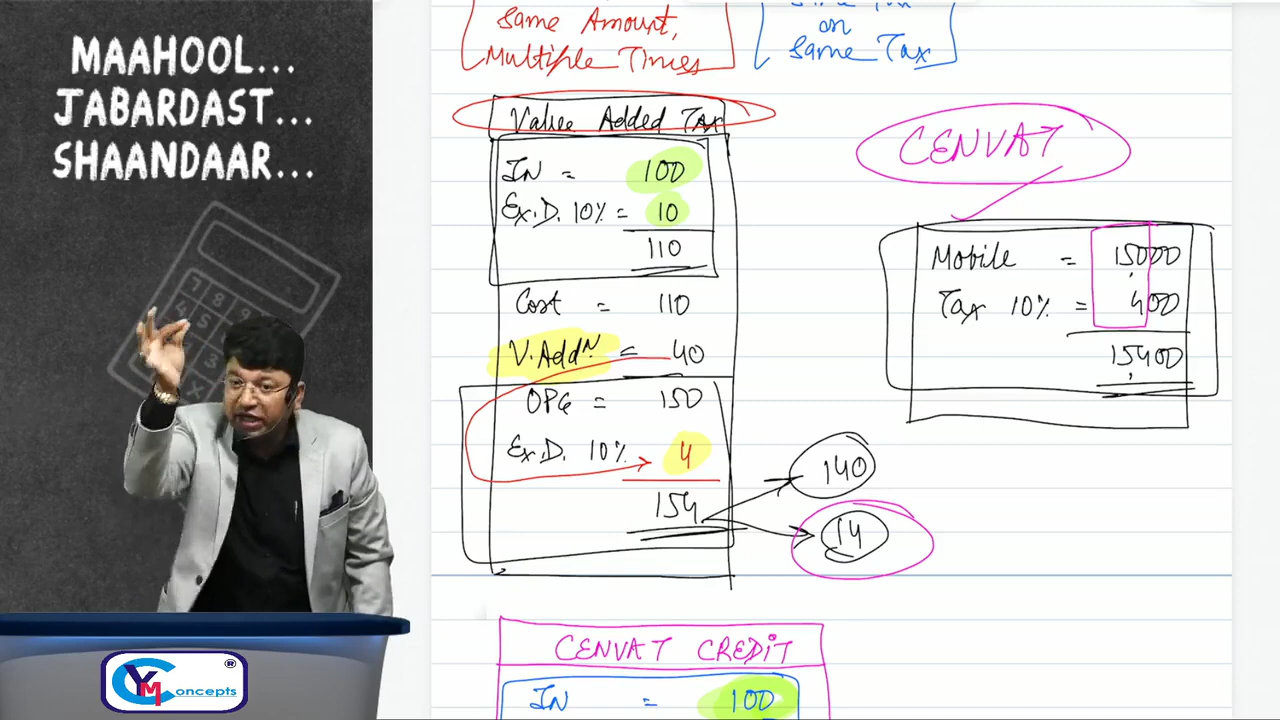 MAAHOOL...
JABARDAST...
SHAANDAAR...
Same Amount,
Multiple Times
on
Same Tax
Value Added Tax
IN = 100
Ex.D. 10% = 10
110
Cost = 110
V.Addⁿ = 40
OPG = 150
Ex.D. 10% 4
154
140
14
CENVAT
Mobile = 15000
Tax 10% = 400
15400
CENVAT CREDIT
IN = 100
YM Concepts ®